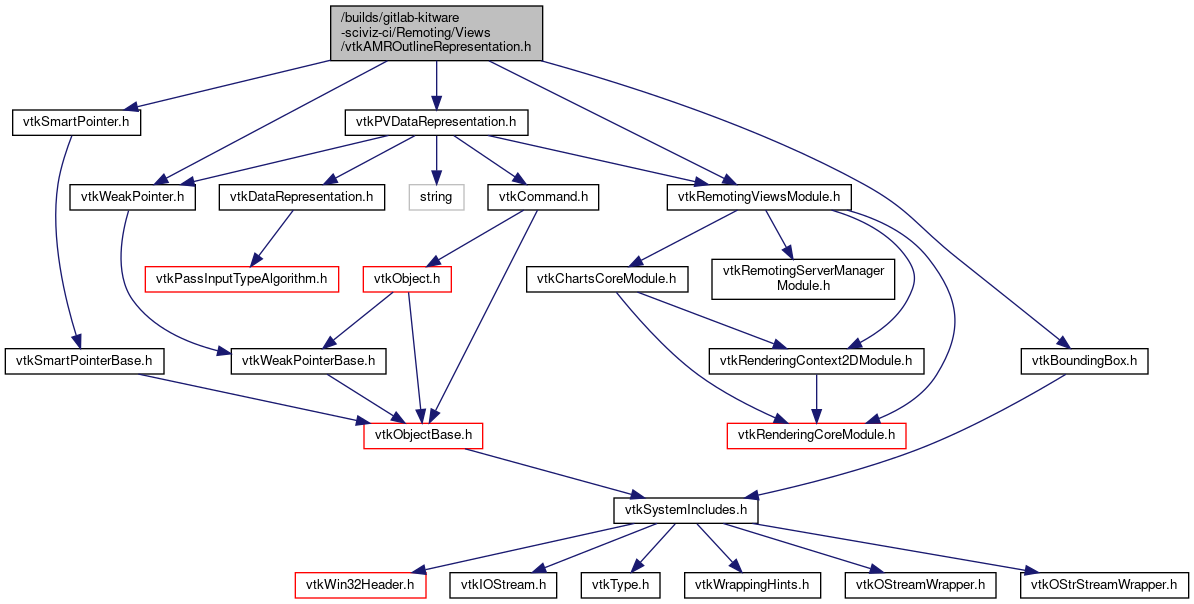 /builds/gitlab-kitware
-sciviz-ci/Remoting/Views
/vtkAMROutlineRepresentation.h
vtkSmartPointer.h
vtkPVDataRepresentation.h
vtkWeakPointer.h
vtkDataRepresentation.h
string
vtkCommand.h
vtkRemotingViewsModule.h
vtkPassInputTypeAlgorithm.h
vtkObject.h
vtkChartsCoreModule.h
vtkRemotingServerManager
Module.h
vtkSmartPointerBase.h
vtkWeakPointerBase.h
vtkRenderingContext2DModule.h
vtkBoundingBox.h
vtkObjectBase.h
vtkRenderingCoreModule.h
vtkSystemIncludes.h
vtkWin32Header.h
vtkIOStream.h
vtkType.h
vtkWrappingHints.h
vtkOStreamWrapper.h
vtkOStrStreamWrapper.h